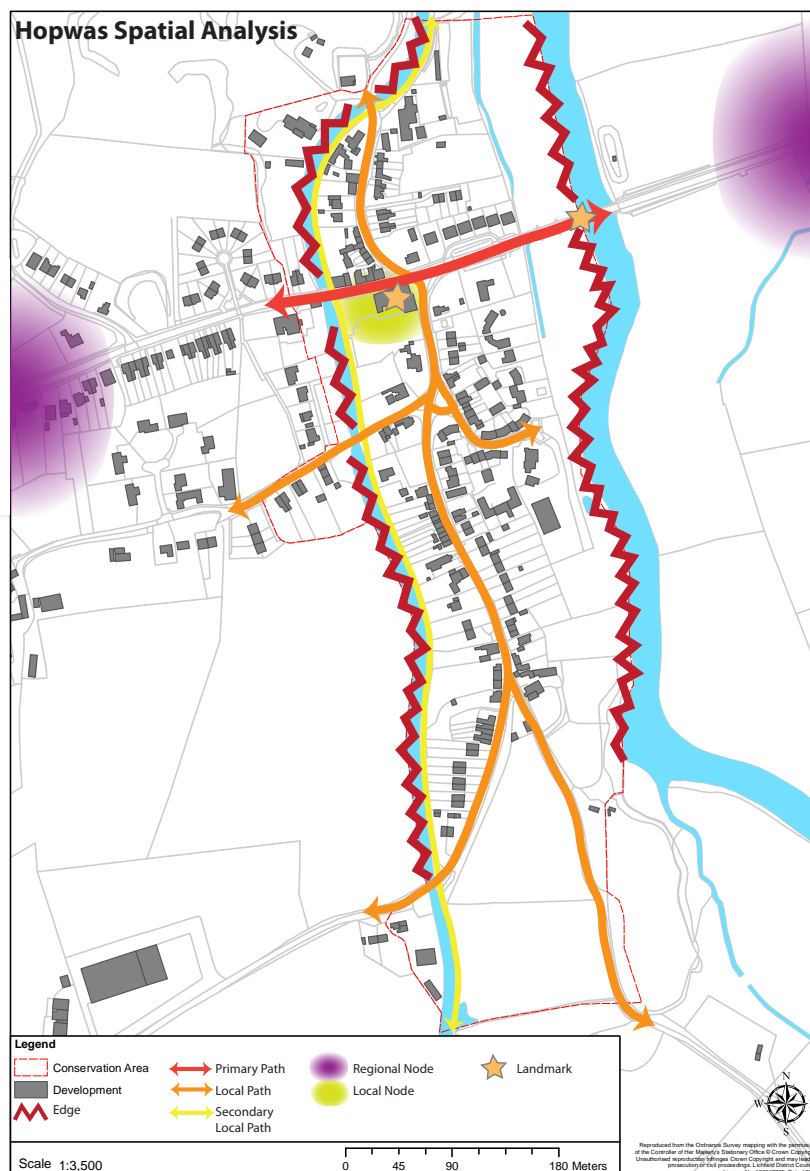 Hopwas Spatial Analysis
Legend
Conservation Area
Development
Edge
Primary Path
Local Path
Secondary
Local Path
Regional Node
Local Node
Landmark
N
W
S
Scale 1:3,500
0 45 90 180 Meters
Reproduced from the Ordnance Survey mapping with the permiss
of the Controller of Her Majesty's Stationary Office © Crown Copyri
Unauthorised reproduction infringes Crown Copyright and may lead
prosecution or civil proceedings. Lichfield District Co